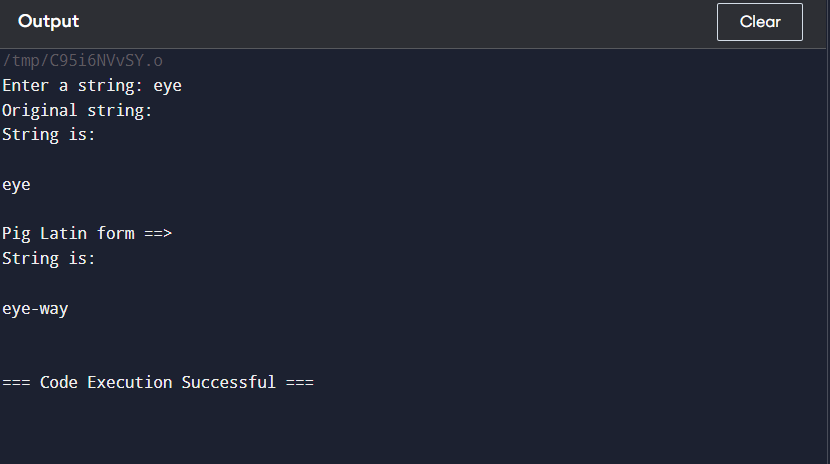 Output
Clear
/tmp/C95i6NVvSY.o
Enter a string: eye
Original string:
String is:
eye
Pig Latin form ==>
String is:
eye-way
=== Code Execution Successful ===